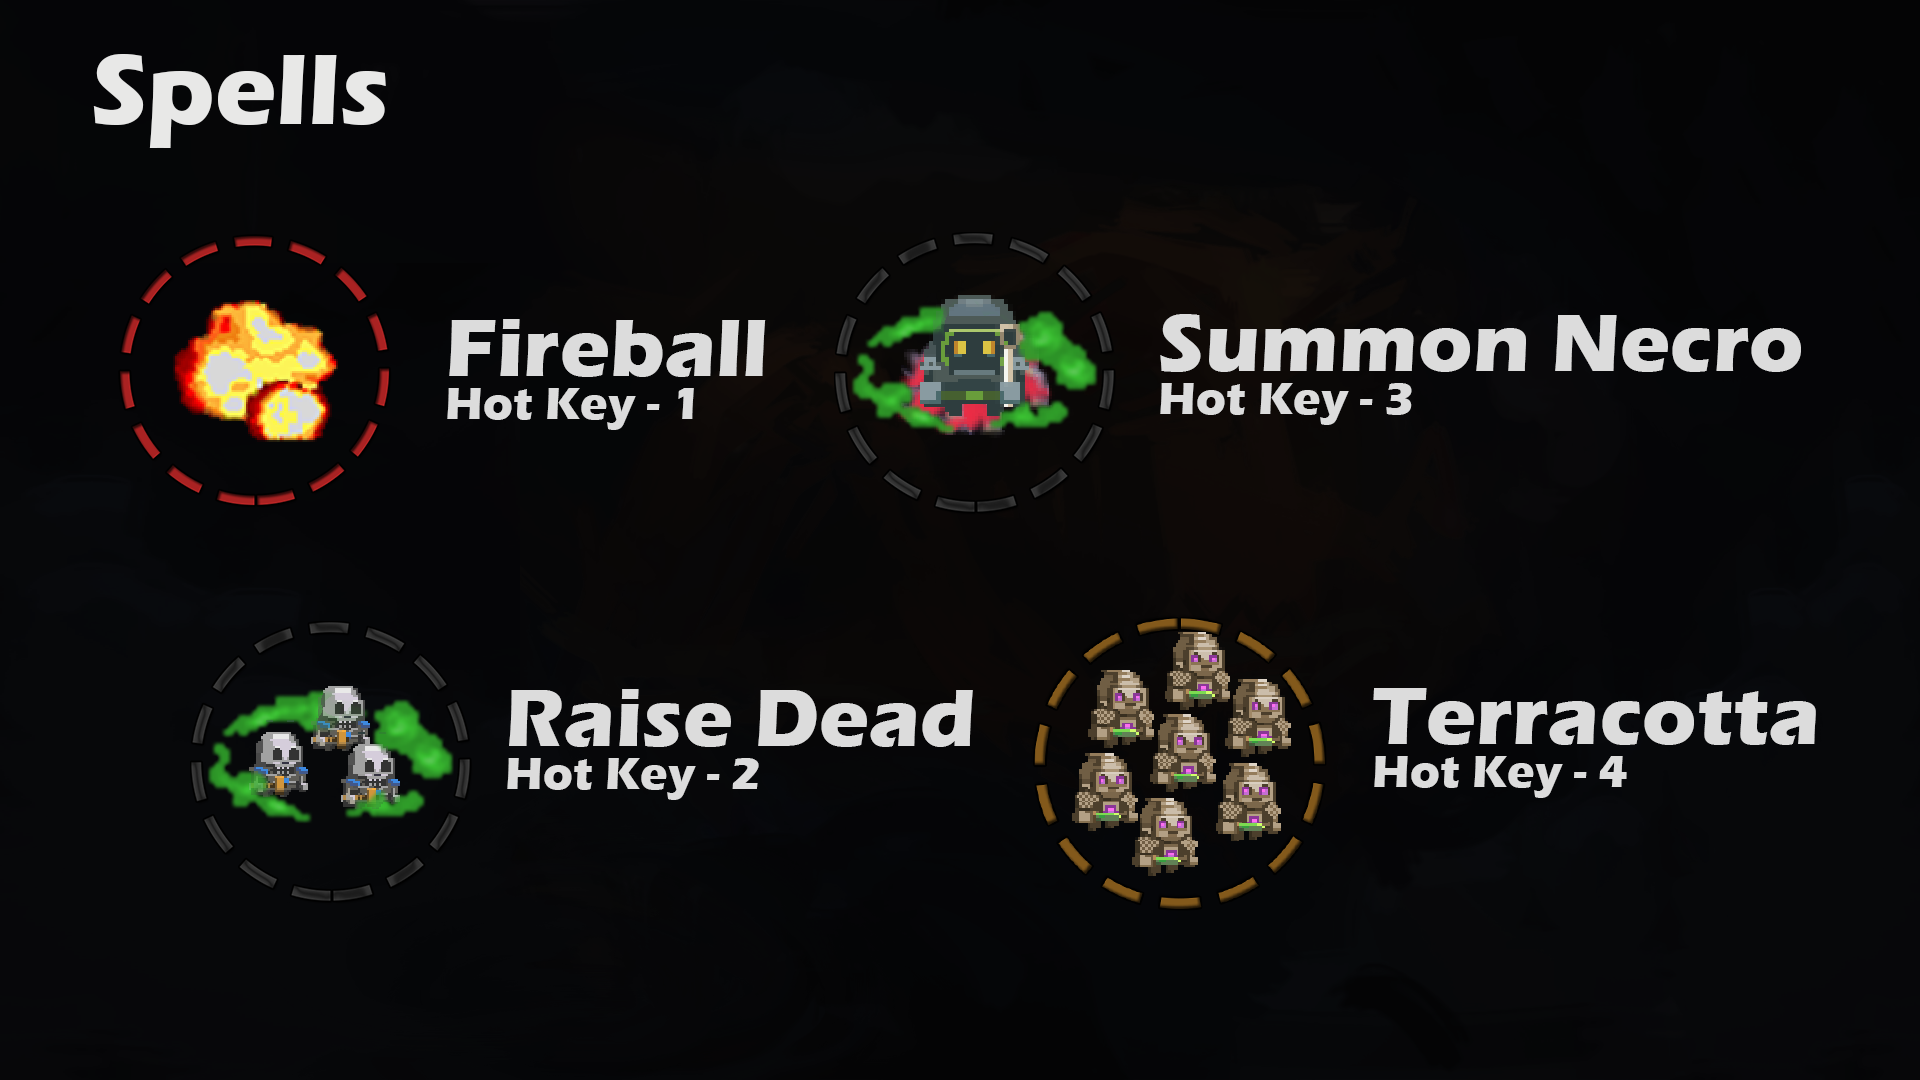 Spells
Fireball
Hot Key - 1
Summon Necro
Hot Key - 3
Raise Dead
Hot Key - 2
Terracotta
Hot Key - 4